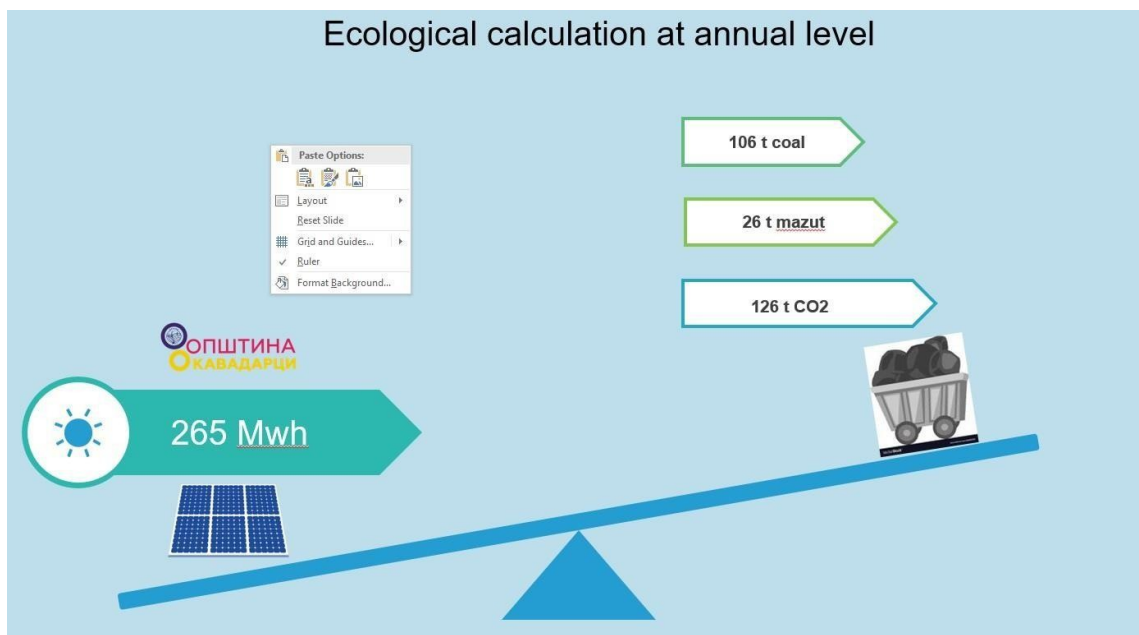 Ecological calculation at annual level
106 t coal
Paste Options:
Layout
Reset Slide
26 t mazut
Grid and Guides...
Ruler
Format Background...
126 t CO2
ОПШТИНА
КАВАДАРЦИ
265 Mwh